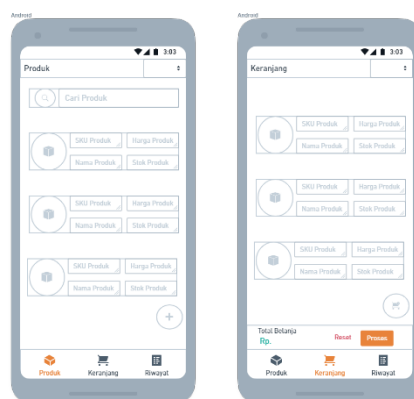 Android
3:03
Produk
Cari Produk
SKU Produk Harga Produk
Nama Produk Stok Produk
SKU Produk Harga Produk
Nama Produk Stok Produk
SKU Produk Harga Produk
Nama Produk Stok Produk
Produk Keranjang Riwayat
Android
3:03
Keranjang
SKU Produk Harga Produk
Nama Produk Stok Produk
SKU Produk Harga Produk
Nama Produk Stok Produk
SKU Produk Harga Produk
Nama Produk Stok Produk
Total Belanja
Rp. Reset Proses
Produk Keranjang Riwayat